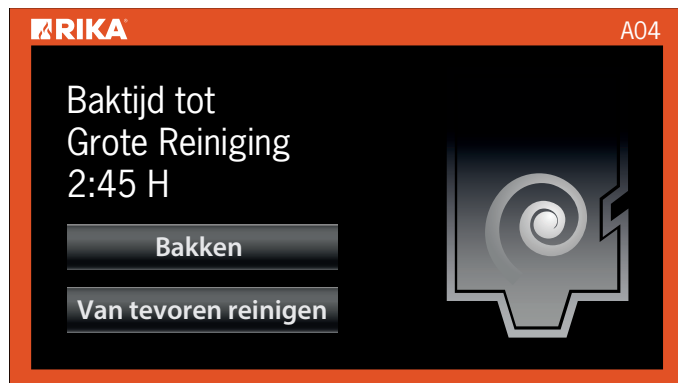 RIKA
A04
Baktijd tot
Grote Reiniging
2:45 H
Bakken
Van tevoren reinigen